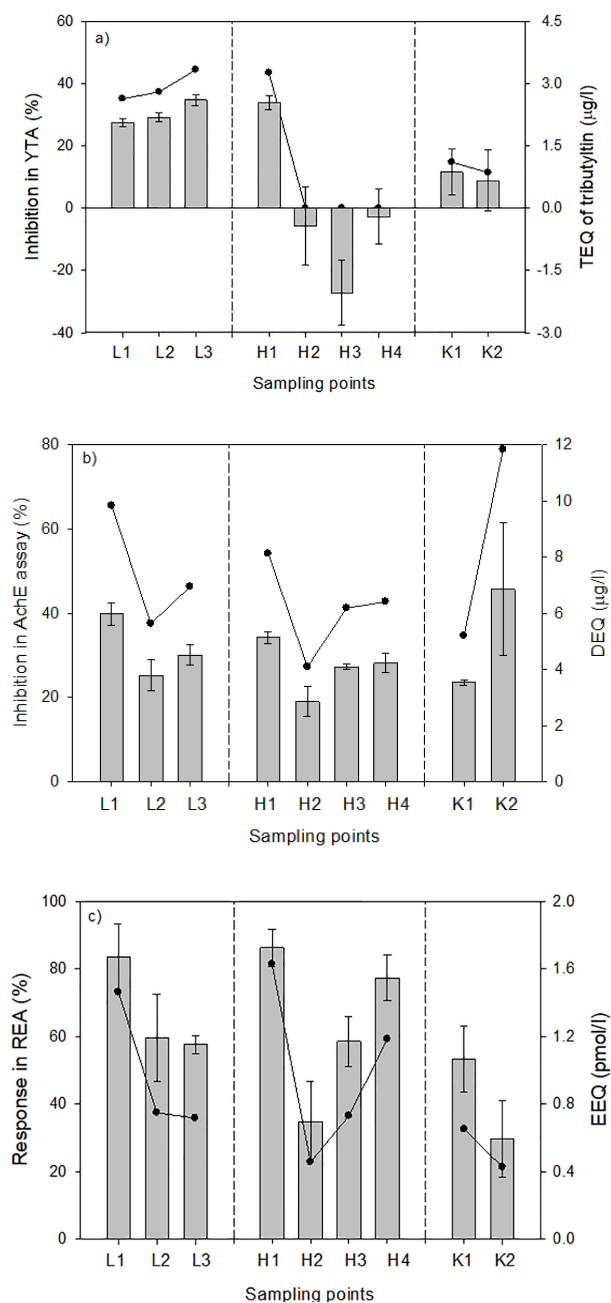 a)
Inhibition in YTA (%)
60
40
20
0
-20
-40
4.5
3.0
1.5
0.0
-1.5
-3.0
TEQ of tributyltin (µg/l)
L1 L2 L3 H1 H2 H3 H4 K1 K2
Sampling points
b)
Inhibition in AchE assay (%)
80
60
40
20
0
12
10
8
6
4
2
0
DEQ (µg/l)
L1 L2 L3 H1 H2 H3 H4 K1 K2
Sampling points
c)
Response in REA (%)
100
80
60
40
20
0
2.0
1.6
1.2
0.8
0.4
0.0
EEQ (pmol/l)
L1 L2 L3 H1 H2 H3 H4 K1 K2
Sampling points